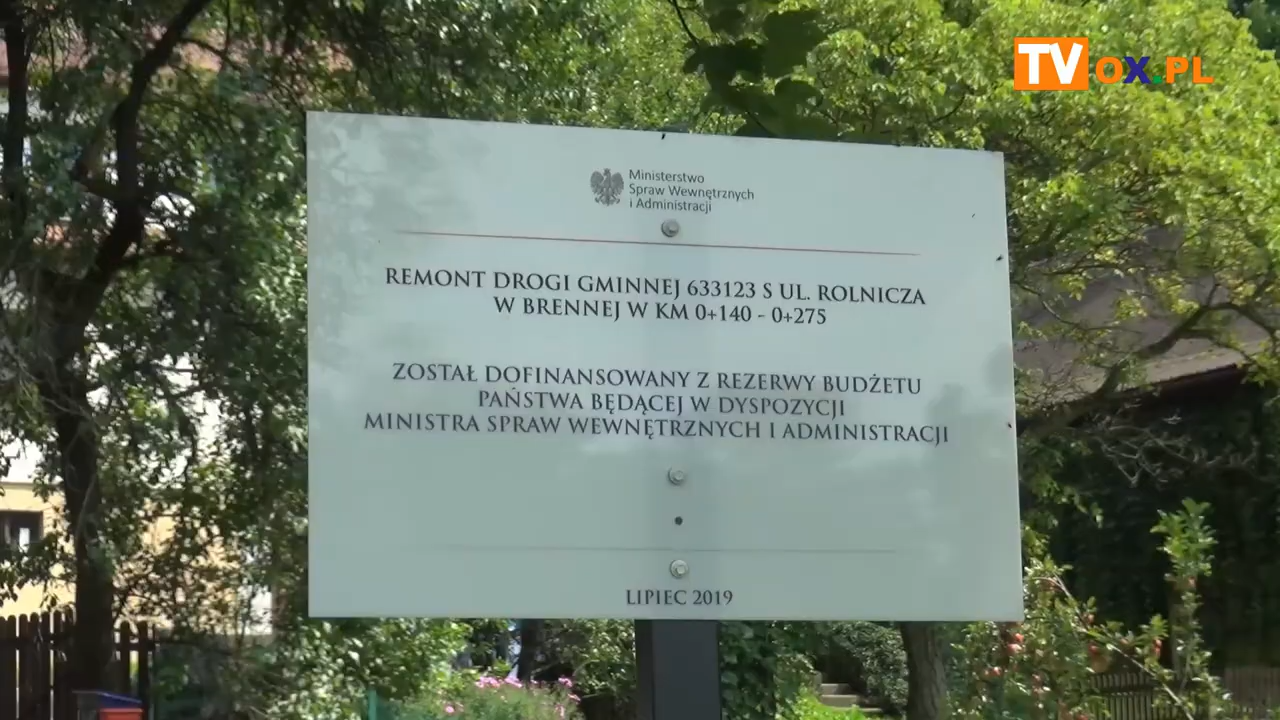 TVOX.PL
Ministerstwo
Spraw Wewnętrznych
i Administracji
REMONT DROGI GMINNEJ 633123 S UL. ROLNICZA
W BRENNEJ W KM 0+140 - 0+275
ZOSTAŁ DOFINANSOWANY Z REZERWY BUDŻETU
PAŃSTWA BĘDĄCEJ W DYSPOZYCJI
MINISTRA SPRAW WEWNĘTRZNYCH I ADMINISTRACJI
LIPIEC 2019